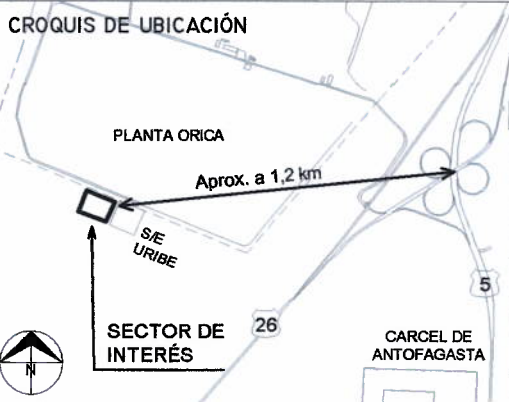 CROQUIS DE UBICACIÓN
PLANTA ORICA
Aprox. a 1,2 km
S/E
URIBE
5
26
SECTOR DE
INTERÉS
CARCEL DE
ANTOFAGASTA
N